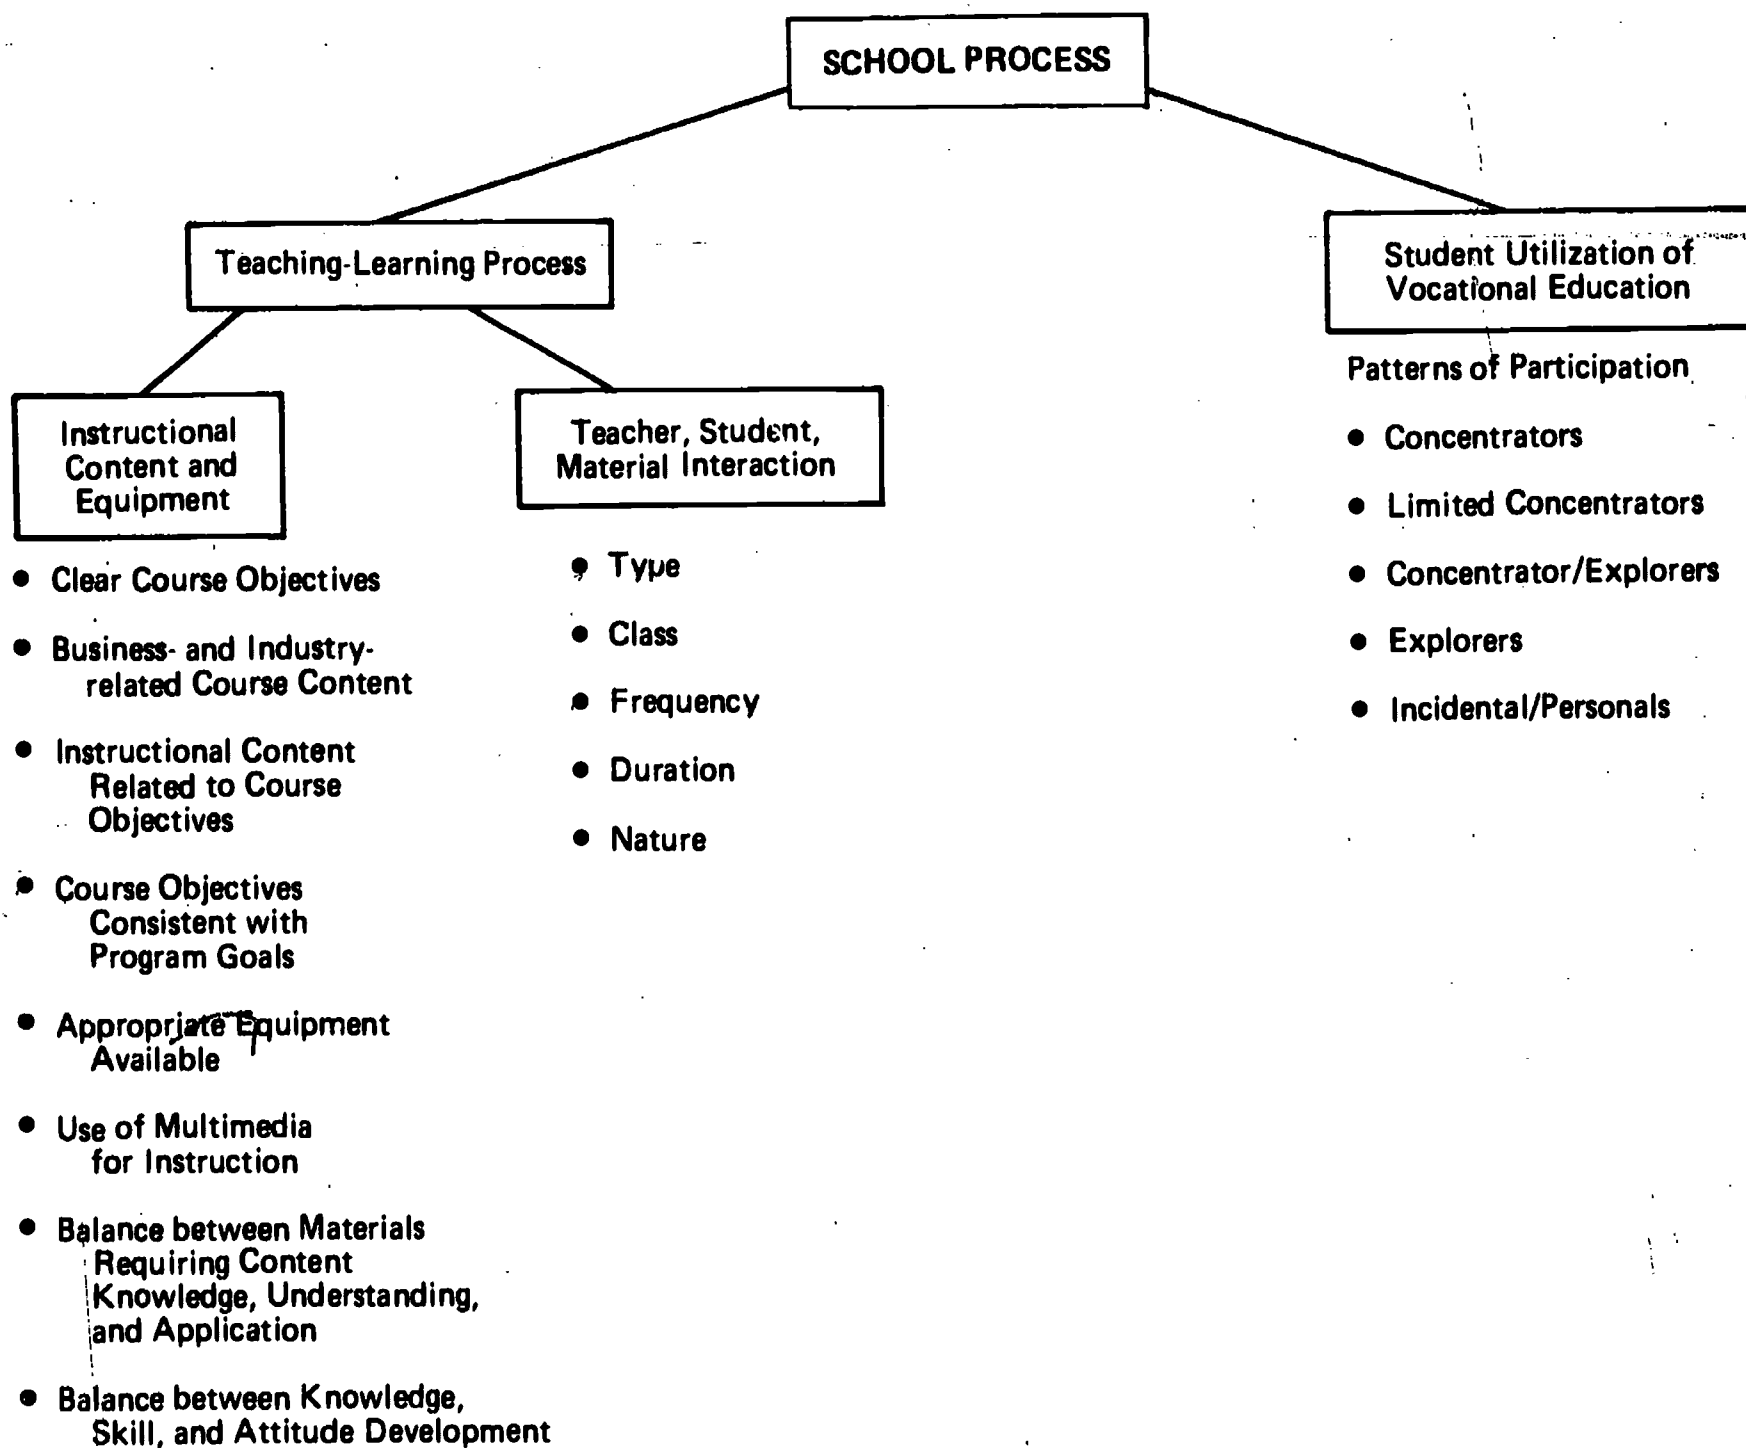 SCHOOL PROCESS
Teaching-Learning Process
Student Utilization of
Vocational Education
Instructional
Content and
Equipment
• Clear Course Objectives
• Business- and Industry-
related Course Content
• Instructional Content
Related to Course
Objectives
• Course Objectives
Consistent with
Program Goals
• Appropriate Equipment
Available
• Use of Multimedia
for Instruction
• Balance between Materials
Requiring Content
Knowledge, Understanding,
and Application
• Balance between Knowledge,
Skill, and Attitude Development
Teacher, Student,
Material Interaction
• Type
• Class
• Frequency
• Duration
• Nature
Patterns of Participation
• Concentrators
• Limited Concentrators
• Concentrator/Explorers
• Explorers
• Incidental/Personals